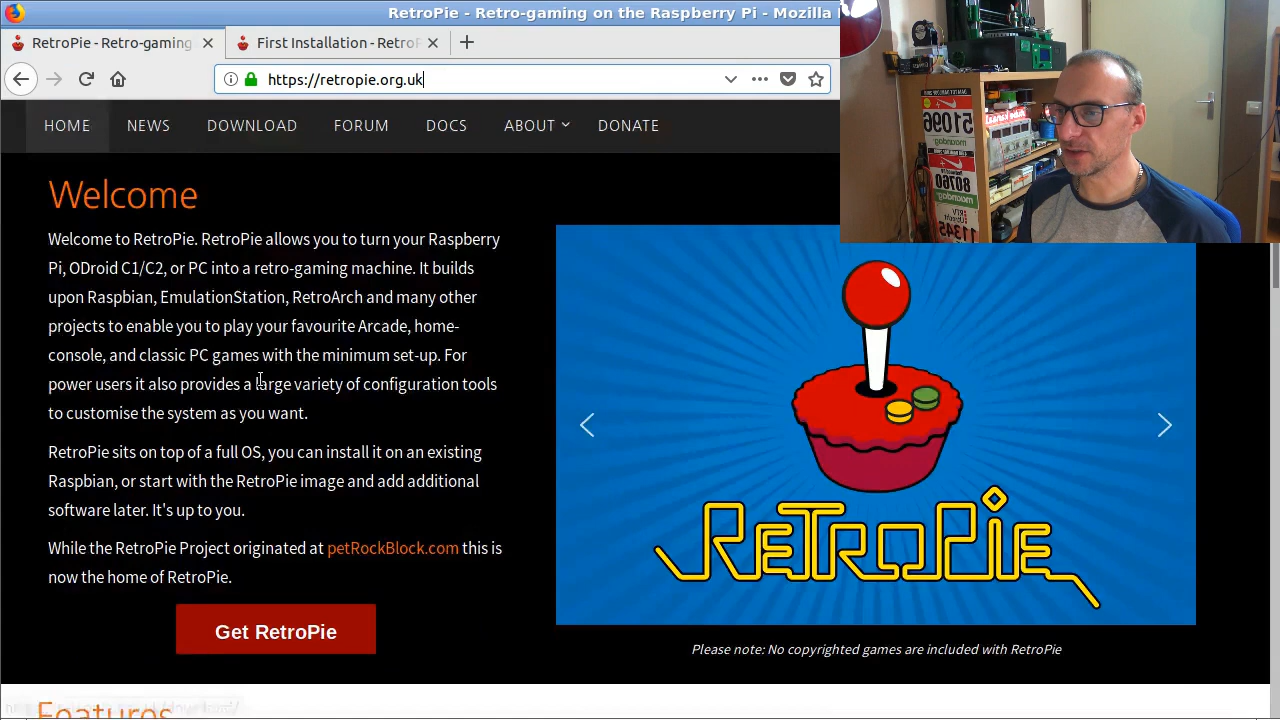 RetroPie - Retro-gaming on the Raspberry Pi - Mozilla
RetroPie - Retro-gaming
First Installation - RetroP
https://retropie.org.uk
HOME NEWS DOWNLOAD FORUM DOCS ABOUT DONATE
Welcome
Welcome to RetroPie. RetroPie allows you to turn your Raspberry
Pi, ODroid C1/C2, or PC into a retro-gaming machine. It builds
upon Raspbian, EmulationStation, RetroArch and many other
projects to enable you to play your favourite Arcade, home-
console, and classic PC games with the minimum set-up. For
power users it also provides a large variety of configuration tools
to customise the system as you want.
RetroPie sits on top of a full OS, you can install it on an existing
Raspbian, or start with the RetroPie image and add additional
software later. It's up to you.
While the RetroPie Project originated at petRockBlock.com this is
now the home of RetroPie.
Get RetroPie
RetroPie
Please note: No copyrighted games are included with RetroPie
Features
51096
80760
11345